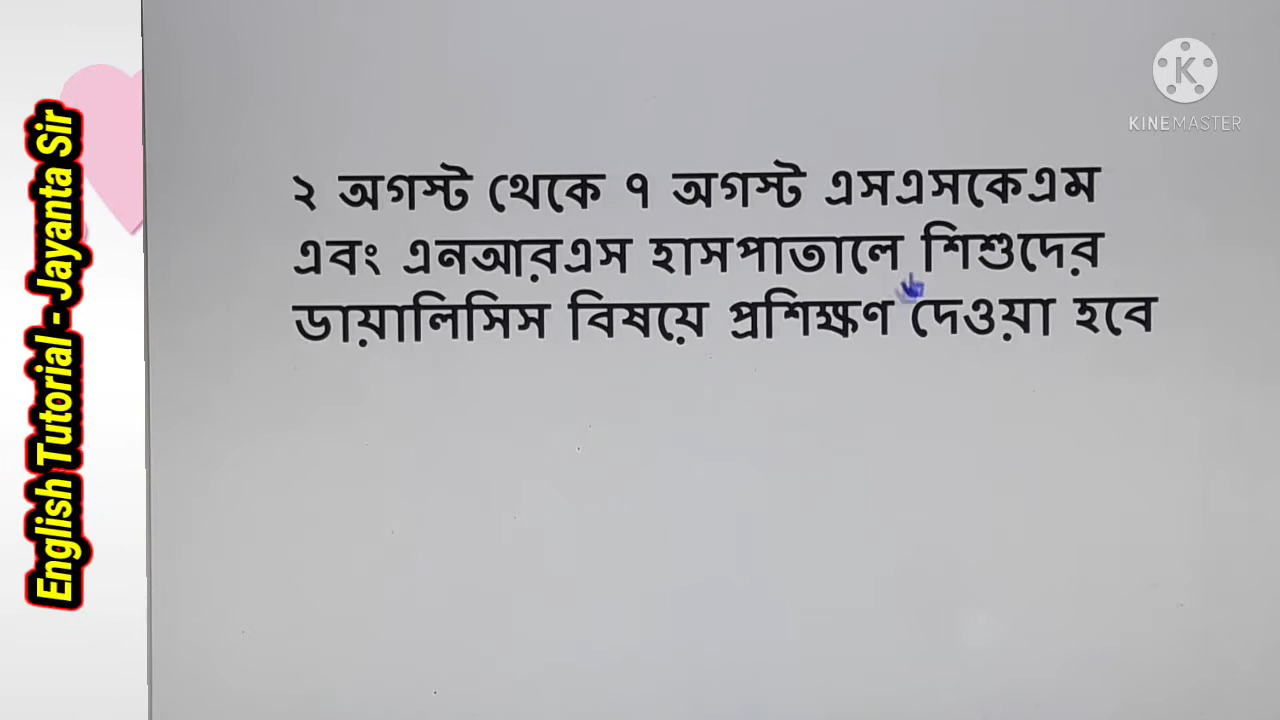 English Tutorial - Jayanta Sir
KINEMASTER
২ অগস্ট থেকে ৭ অগস্ট এসএসকেএম
এবং এনআরএস হাসপাতালে শিশুদের
ডায়ালিসিস বিষয়ে প্রশিক্ষণ দেওয়া হবে